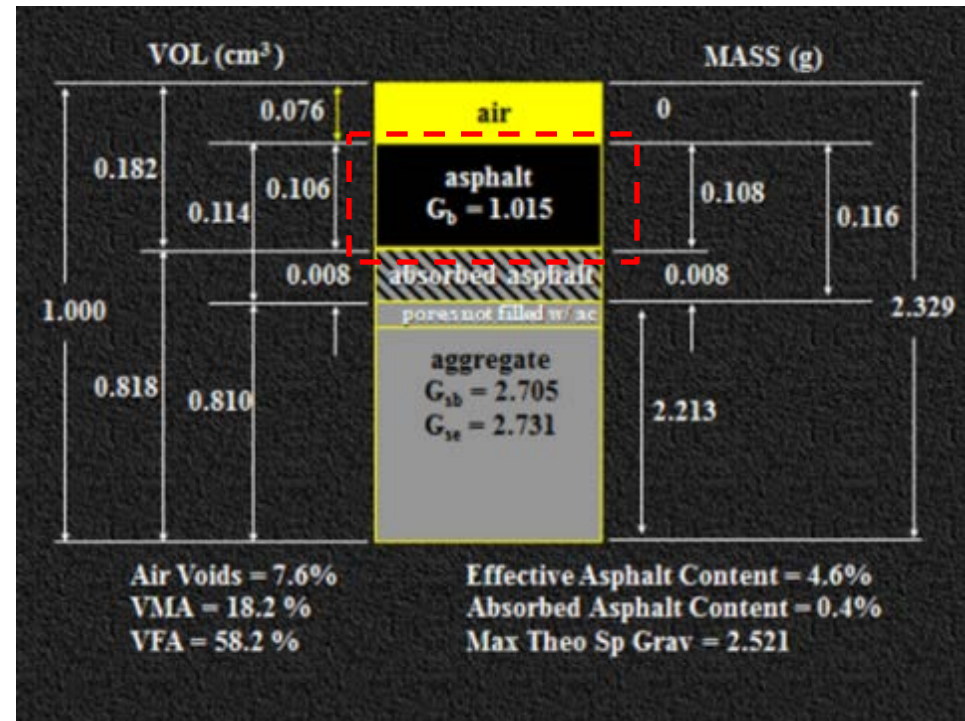 VOL (cm³)
MASS (g)
0.076
air
0
0.182
0.106
asphalt
0.108
0.114
G_b = 1.015
0.116
0.008
absorbed asphalt
0.008
1.000
pores not filled w/ ac
2.329
aggregate
0.818
0.810
G_sb = 2.705
2.213
G_se = 2.731
Air Voids = 7.6%
Effective Asphalt Content = 4.6%
VMA = 18.2 %
Absorbed Asphalt Content = 0.4%
VFA = 58.2 %
Max Theo Sp Grav = 2.521